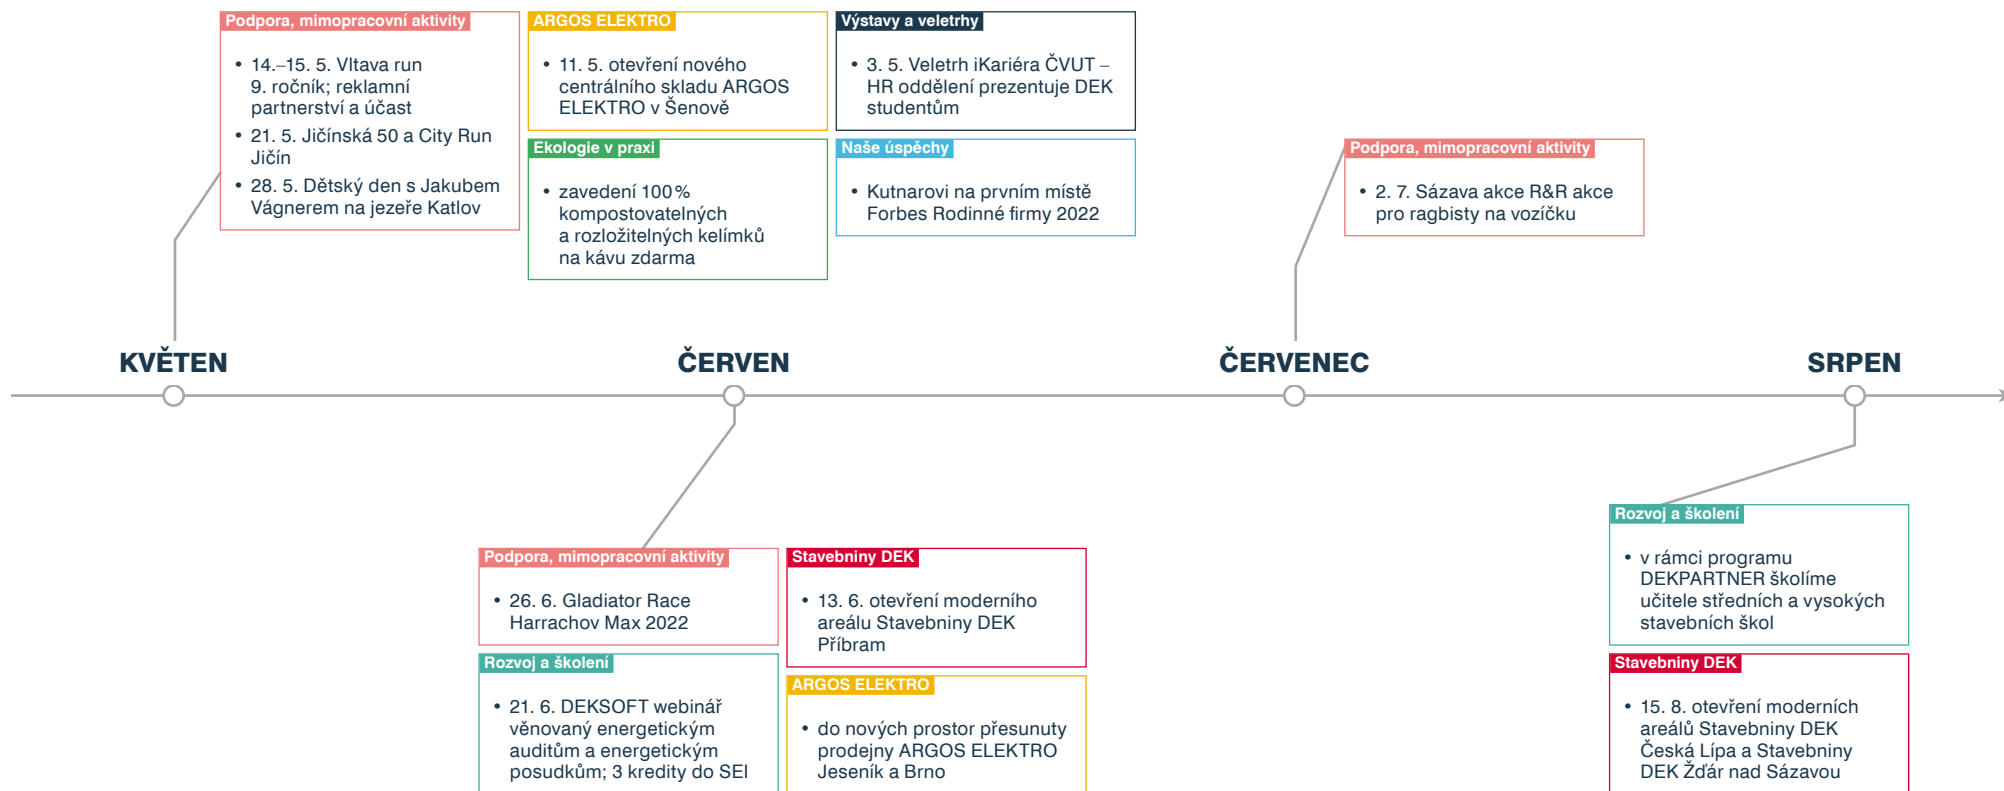 Podpora, mimopracovní aktivity
• 14.–15. 5. Vltava run
9. ročník; reklamní
partnerství a účast
• 21. 5. Jičínská 50 a City Run
Jičín
• 28. 5. Dětský den s Jakubem
Vágnerem na jezeře Katlov
ARGOS ELEKTRO
• 11. 5. otevření nového
centrálního skladu ARGOS
ELEKTRO v Šenově
Výstavy a veletrhy
• 3. 5. Veletrh iKariéra ČVUT –
HR oddělení prezentuje DEK
studentům
Ekologie v praxi
• zavedení 100 %
kompostovatelných
a rozložitelných kelímků
na kávu zdarma
Naše úspěchy
• Kutnarovi na prvním místě
Forbes Rodinné firmy 2022
Podpora, mimopracovní aktivity
• 2. 7. Sázava akce R&R akce
pro ragbisty na vozíčku
KVĚTEN
ČERVEN
ČERVENEC
SRPEN
Podpora, mimopracovní aktivity
• 26. 6. Gladiator Race
Harrachov Max 2022
Rozvoj a školení
• 21. 6. DEKSOFT webinář
věnovaný energetickým
auditům a energetickým
posudkům; 3 kredity do SEI
Stavebniny DEK
• 13. 6. otevření moderního
areálu Stavebniny DEK
Příbram
ARGOS ELEKTRO
• do nových prostor přesunuty
prodejny ARGOS ELEKTRO
Jeseník a Brno
Rozvoj a školení
• v rámci programu
DEKPARTNER školíme
učitele středních a vysokých
stavebních škol
Stavebniny DEK
• 15. 8. otevření moderních
areálů Stavebniny DEK
Česká Lípa a Stavebniny
DEK Žďár nad Sázavou